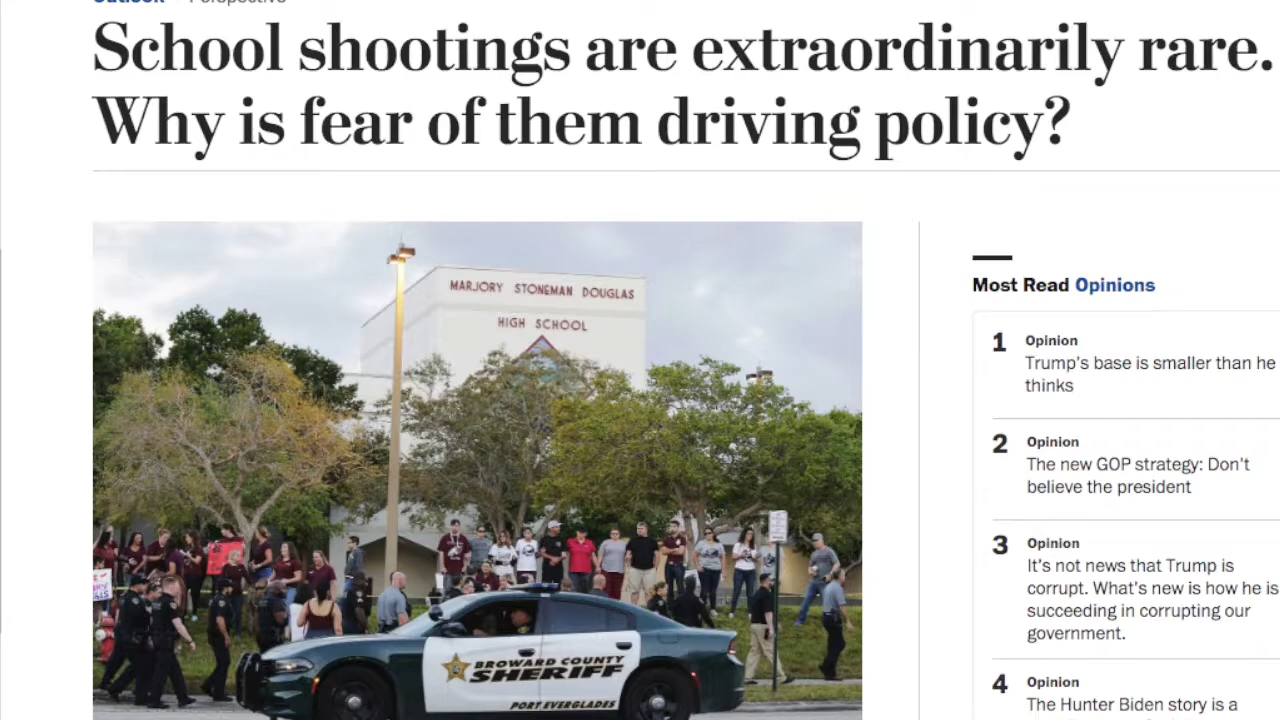 Outlook Perspective
School shootings are extraordinarily rare.
Why is fear of them driving policy?
MARJORY STONEMAN DOUGLAS
HIGH SCHOOL
BROWARD COUNTY
SHERIFF
PORT EVERGLADES
Most Read Opinions
1 Opinion
Trump's base is smaller than he
thinks
2 Opinion
The new GOP strategy: Don't
believe the president
3 Opinion
It's not news that Trump is
corrupt. What's new is how he is
succeeding in corrupting our
government.
4 Opinion
The Hunter Biden story is a